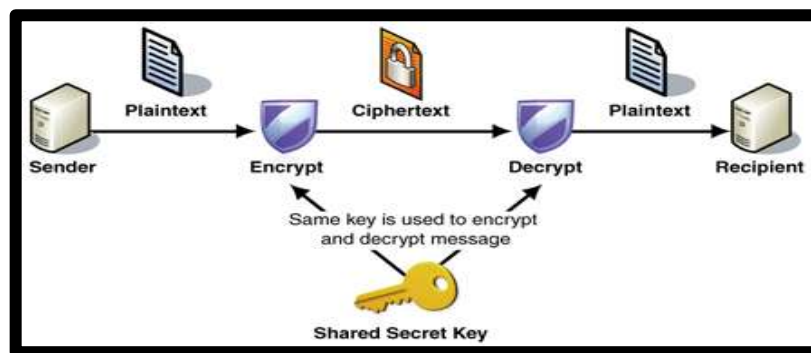 Plaintext
Ciphertext
Plaintext
Sender
Encrypt
Decrypt
Recipient
Same key is used to encrypt
and decrypt message
Shared Secret Key